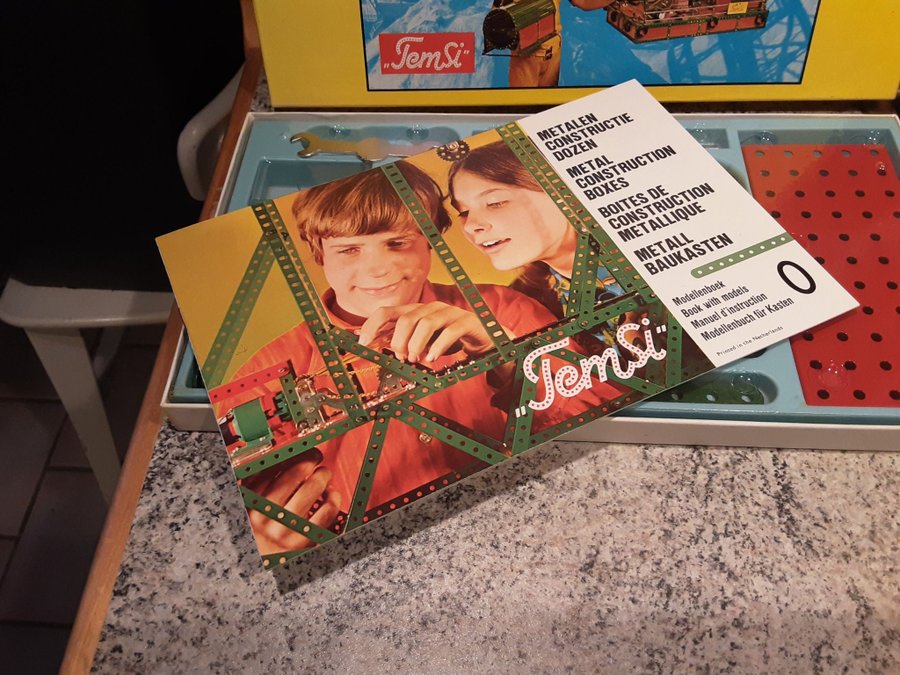 „TemSi"
METALEN
CONSTRUCTIE
DOZEN
METAL
CONSTRUCTION
BOXES
BOITES DE
CONSTRUCTION
METALLIQUE
METALL
BAUKASTEN
Modellenboek
Book with models
Manuel d'instruction
Modellenbuch für Kasten
0
Printed in the Netherlands
„TemSi"